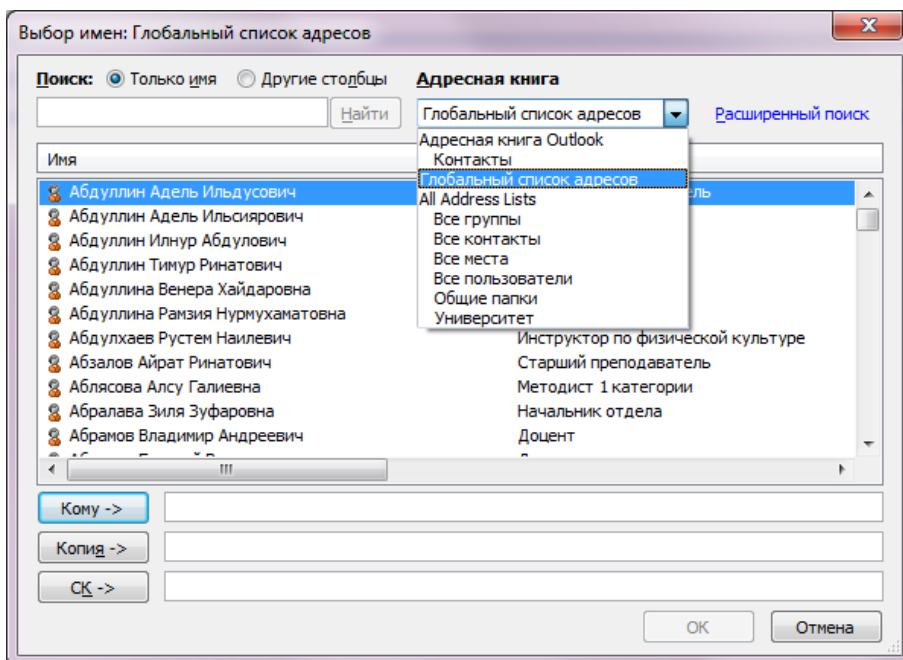 Выбор имен: Глобальный список адресов
Поиск: Только имя Другие столбцы Адресная книга
Найти Глобальный список адресов Расширенный поиск
Адресная книга Outlook
Контакты
Глобальный список адресов
All Address Lists
Все группы
Все контакты
Все места
Все пользователи
Общие папки
Университет
Имя
Абдуллин Адель Ильдусович
Абдуллин Адель Ильсиярович
Абдуллин Илнур Абдулович
Абдуллин Тимур Ринатович
Абдуллина Венера Хайдаровна
Абдуллина Рамзия Нурмухаматовна
Абдулхаев Рустем Наилевич Инструктор по физической культуре
Абзалов Айрат Ринатович Старший преподаватель
Аблясова Алсу Галиевна Методист 1 категории
Абралава Зиля Зуфаровна Начальник отдела
Абрамов Владимир Андреевич Доцент
Кому ->
Копия ->
СК ->
ОК Отмена